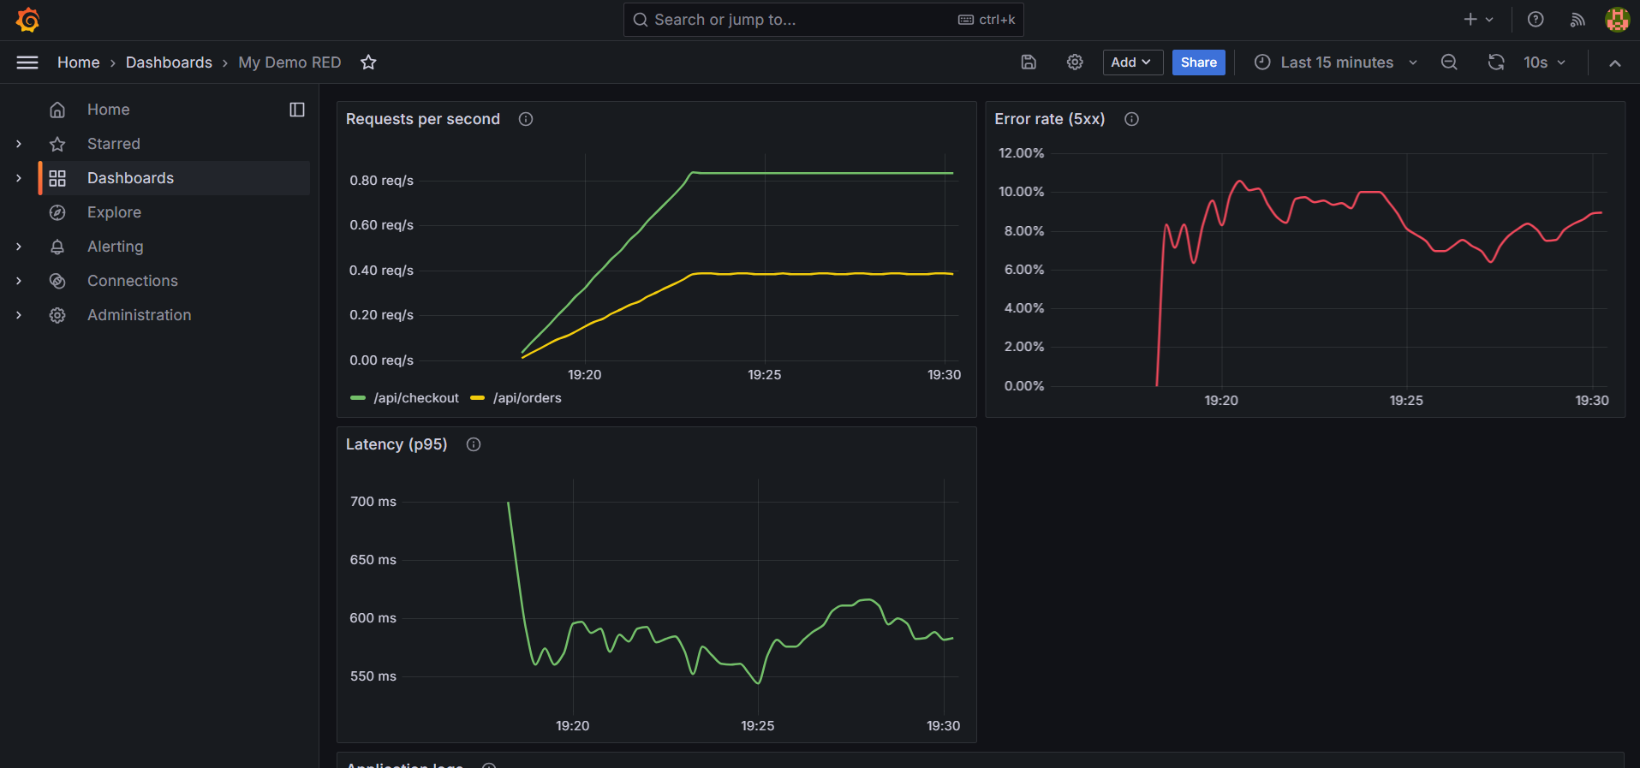 Search or jump to...
ctrl+k
Home
Dashboards
My Demo RED
Add
Share
Last 15 minutes
10s
Home
Starred
Dashboards
Explore
Alerting
Connections
Administration
Requests per second
0.80 req/s
0.60 req/s
0.40 req/s
0.20 req/s
0.00 req/s
19:20
19:25
19:30
/api/checkout
/api/orders
Error rate (5xx)
12.00%
10.00%
8.00%
6.00%
4.00%
2.00%
0.00%
19:20
19:25
19:30
Latency (p95)
700 ms
650 ms
600 ms
550 ms
19:20
19:25
19:30
Application logs